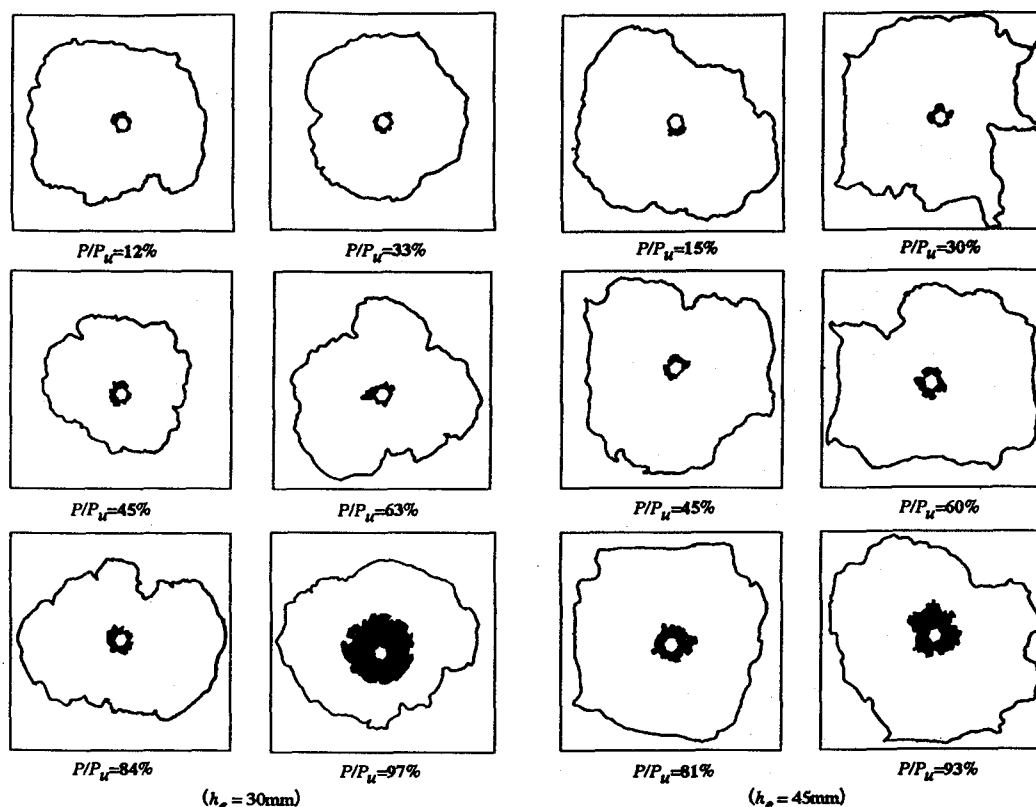 P/Pu=12%
P/Pu=33%
P/Pu=15%
P/Pu=30%
P/Pu=45%
P/Pu=63%
P/Pu=45%
P/Pu=60%
P/Pu=84%
P/Pu=97%
P/Pu=81%
P/Pu=93%
(he = 30mm)
(he = 45mm)